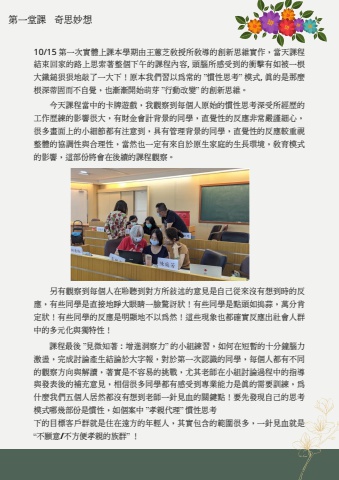 第一堂課　奇思妙想
10/15 第一次實體上課本學期由王蕙芝教授所教導的創新思維實作，當天課程
結束回家的路上思索著整個下午的課程內容, 頭腦所感受到的衝擊有如被一根
大鐵鎚狠狠地敲了一大下！原本我們習以為常的 "慣性思考" 模式, 真的是那麼
根深蒂固而不自覺，也漸漸開始萌芽 "行動改變" 的創新思維。
今天課程當中的卡牌遊戲，我觀察到每個人原始的慣性思考深受所經歷的
工作歷練的影響很大，有財金會計背景的同學，直覺性的反應非常嚴謹細心，
很多畫面上的小細節都有注意到，具有管理背景的同學，直覺性的反應較重視
整體的協調性與合理性，當然也一定有來自於原生家庭的生長環境，教育模式
的影響，這部份將會在後續的課程觀察。
另有觀察到每個人在聆聽到對方所敘述的意見是自己從來沒有想到時的反
應，有些同學是直接地睜大眼睛一臉驚訝狀！有些同學是點頭如搗蒜，萬分肯
定狀！有些同學的反應是明顯地不以爲然！這些現象也都確實反應出社會人群
中的多元化與獨特性！
課程最後 "見微知著：增進洞察力" 的小組練習，如何在短暫的十分鐘腦力
激盪，完成討論產生結論於大字報，對於第一次認識的同學，每個人都有不同
的觀察方向與解讀，著實是不容易的挑戰，尤其老師在小組討論過程中的指導
與發表後的補充意見，相信很多同學都有感受到專業能力是真的需要訓練，爲
什麼我們五個人居然都沒有想到老師一針見血的關鍵點！要先發現自己的思考
模式哪幾部份是慣性，如個案中 "孝親代理" 慣性思考
下的目標客戶群就是住在遠方的年輕人，其實包含的範圍很多，一針見血就是
“不願意/不方便孝親的族群”！